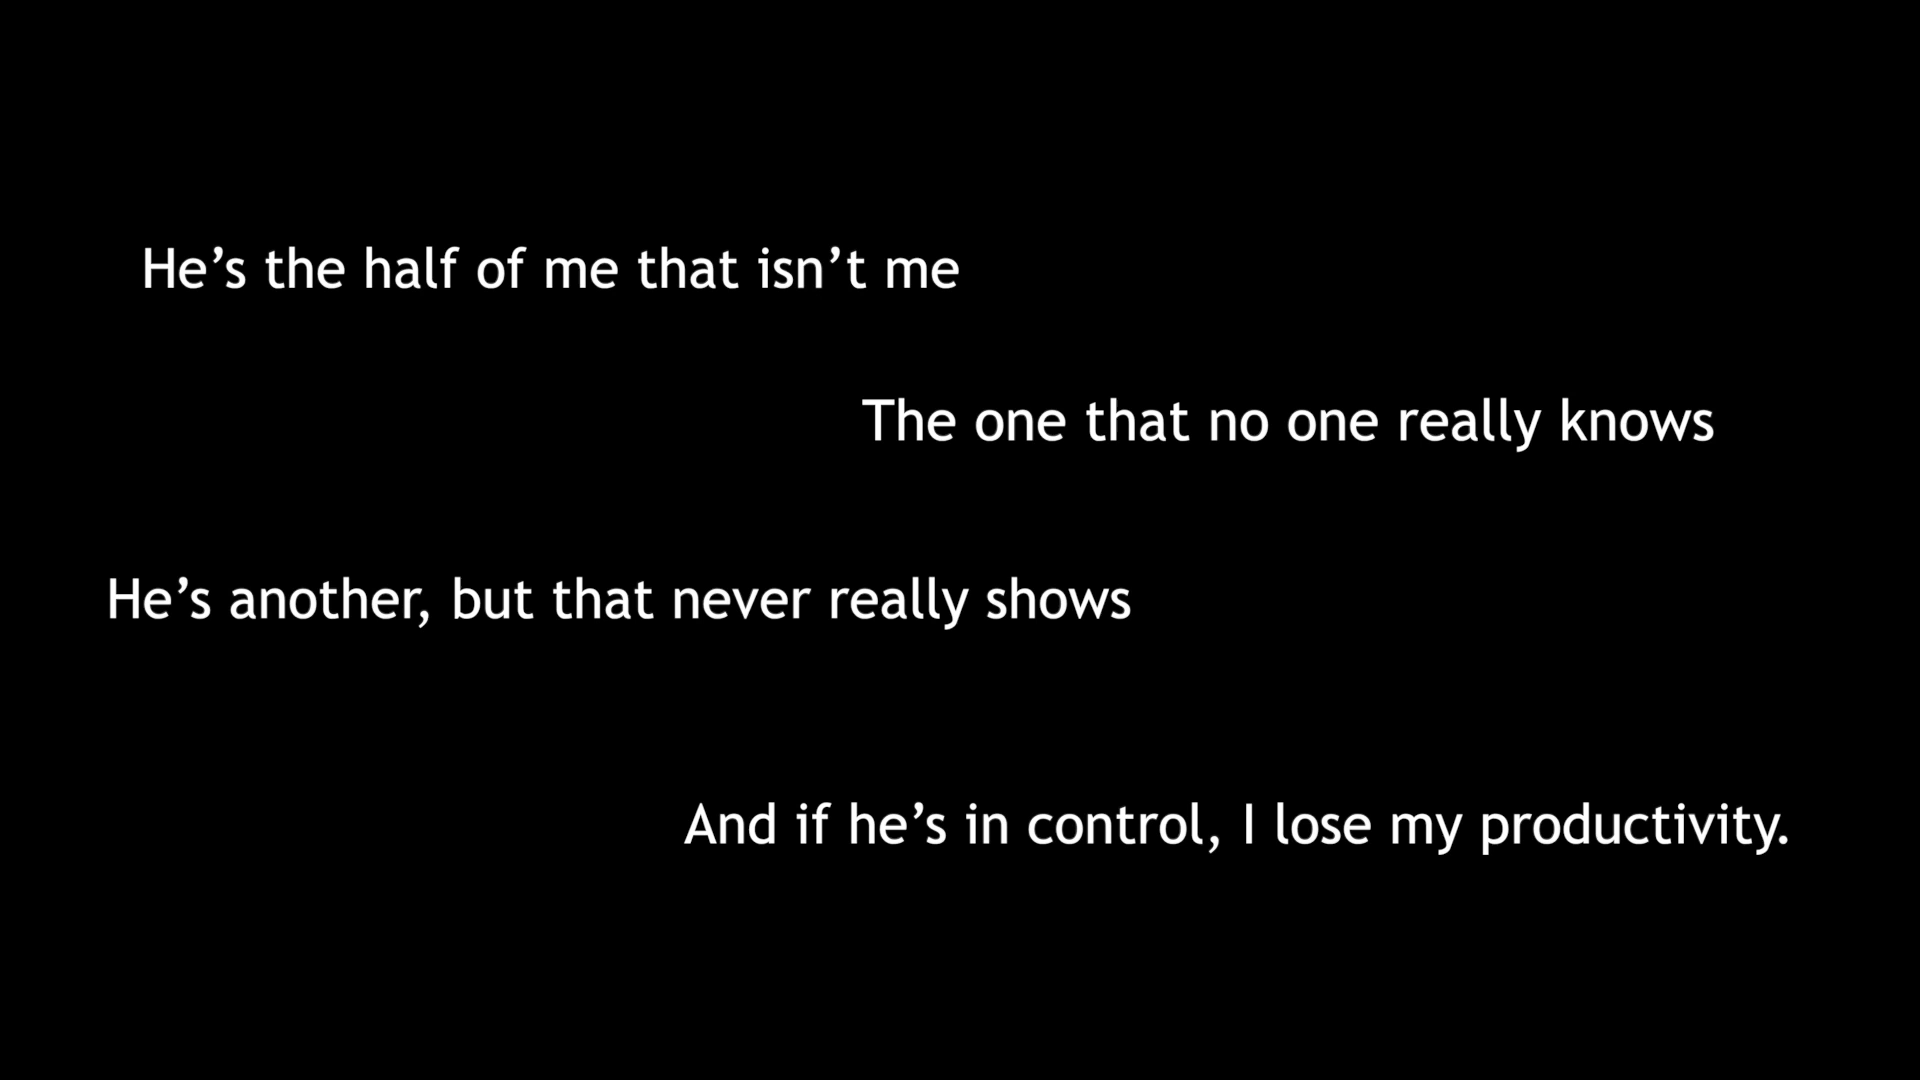 He’s the half of me that isn’t me
The one that no one really knows
He’s another, but that never really shows
And if he’s in control, I lose my productivity.